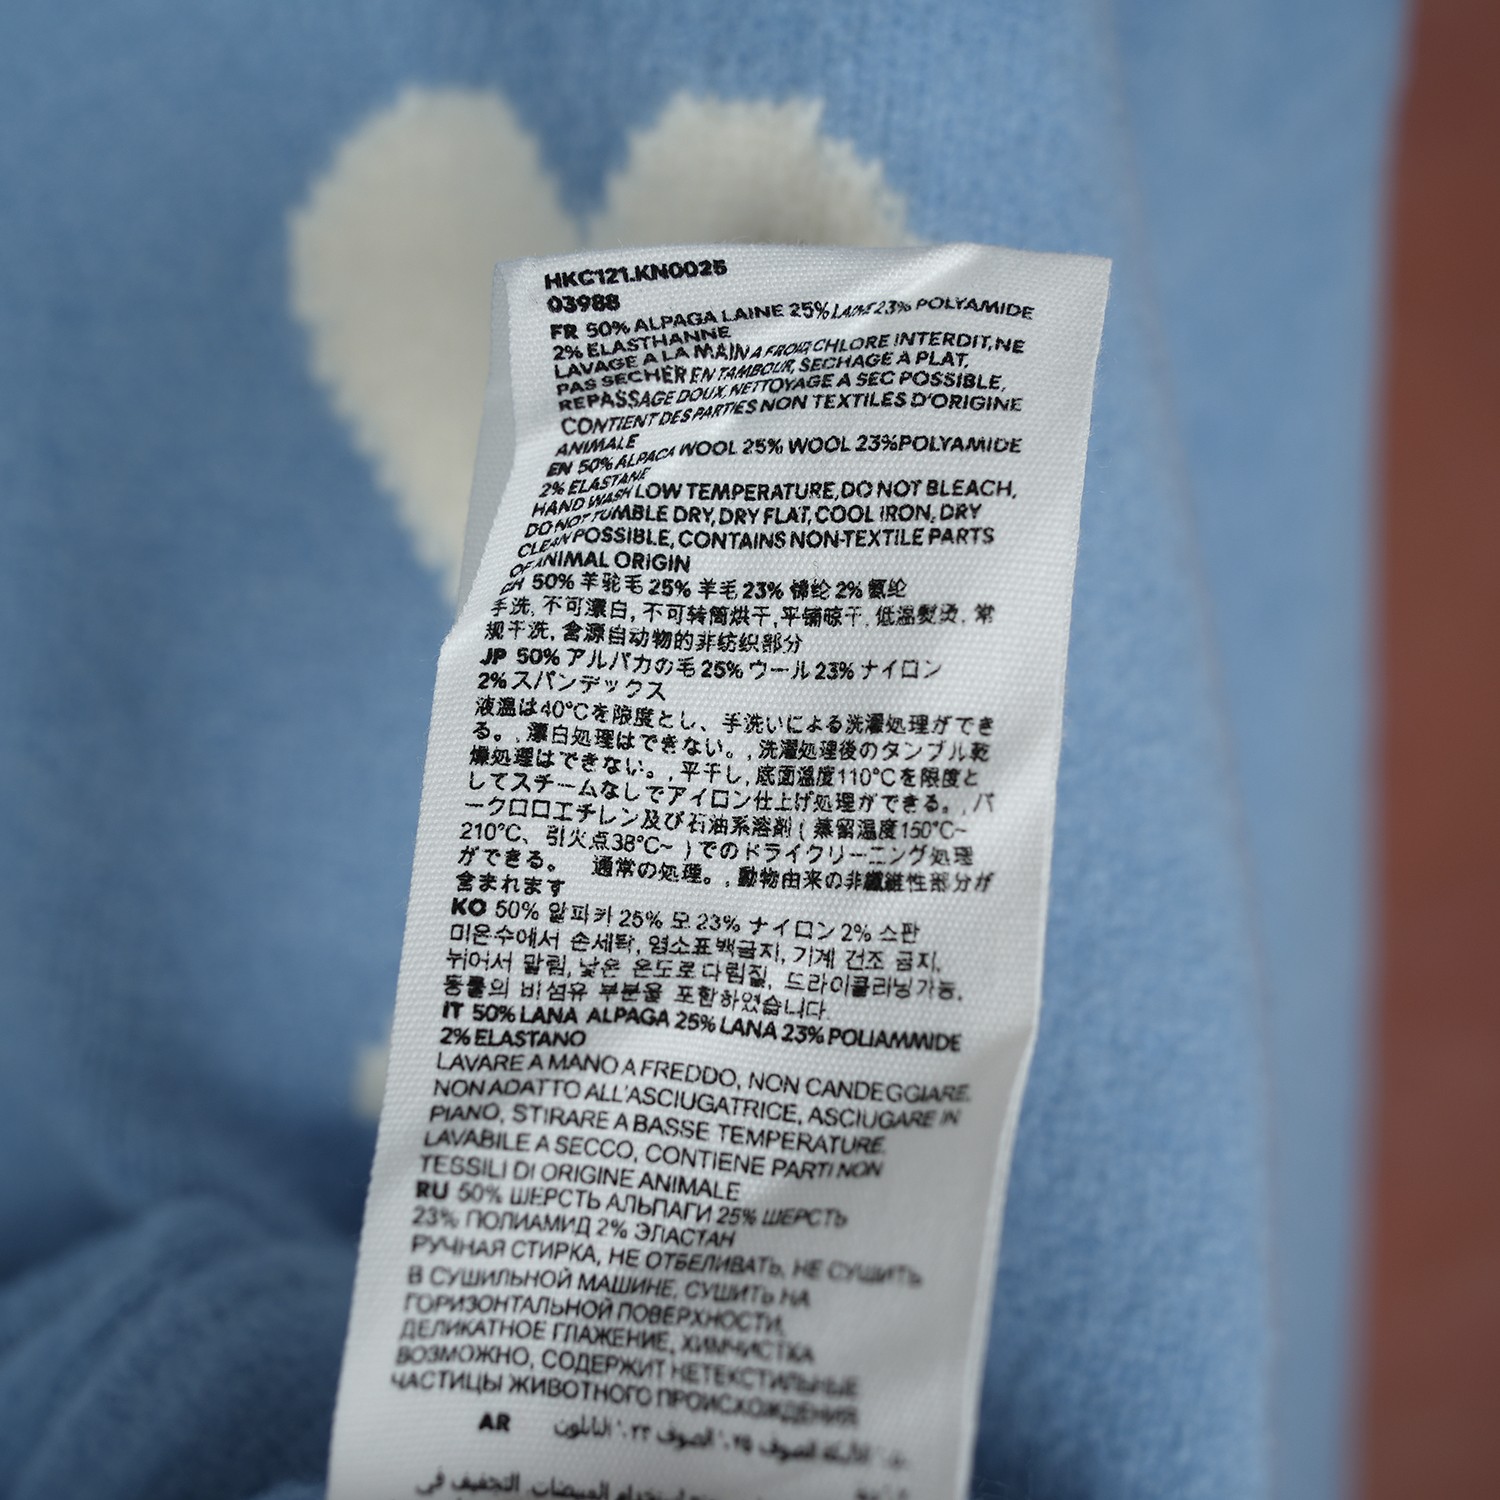 HKC121.KN0025
03988
FR 50% ALPAGA LAINE 25% LAINE 23% POLYAMIDE
2% ELASTHANNE
LAVAGE A LA MAIN A FROID, CHLORE INTERDIT, NE
PAS SECHER EN TAMBOUR, SECHAGE A PLAT,
REPASSAGE DOUX, NETTOYAGE A SEC POSSIBLE,
CONTIENT DES PARTIES NON TEXTILES D'ORIGINE
ANIMALE
EN 50% ALPACA WOOL 25% WOOL 23% POLYAMIDE
2% ELASTANE
HAND WASH LOW TEMPERATURE, DO NOT BLEACH,
DO NOT TUMBLE DRY, DRY FLAT, COOL IRON, DRY
CLEAN POSSIBLE, CONTAINS NON-TEXTILE PARTS
OF ANIMAL ORIGIN
CH 50% 羊驼毛 25% 羊毛 23% 锦纶 2% 氨纶
手洗, 不可漂白, 不可转筒烘干, 平铺晾干, 低温熨烫, 常
规干洗, 含源自动物的非纺织部分
JP 50% アルパカの毛 25% ウール 23% ナイロン
2% スパンデックス
液温は40°Cを限度とし、手洗いによる洗濯処理ができ
る。, 漂白処理はできない。, 洗濯処理後のタンブル乾
燥処理はできない。, 平干し, 底面温度110°Cを限度と
してスチームなしでアイロン仕上げ処理ができる。, パ
ークロロエチレン及び石油系溶剤 ( 蒸留温度150°C~
210°C、引火点38°C~ ) でのドライクリーニング処理
ができる。 通常の処理。, 動物由来の非繊維性部分が
含まれます
KO 50% 알파카 25% 모 23% ナイロン 2% 스판
미온수에서 손세탁, 염소표백금지, 기계 건조 금지,
뉘어서 말림, 낮은 온도로 다림질, 드라이클리닝가능,
동물의 비섬유 부분을 포함하였습니다.
IT 50% LANA ALPAGA 25% LANA 23% POLIAMMIDE
2% ELASTANO
LAVARE A MANO A FREDDO, NON CANDEGGIARE,
NON ADATTO ALL'ASCIUGATRICE, ASCIUGARE IN
PIANO, STIRARE A BASSE TEMPERATURE,
LAVABILE A SECCO, CONTIENE PARTI NON
TESSILI DI ORIGINE ANIMALE
RU 50% ШЕРСТЬ АЛЬПАГИ 25% ШЕРСТЬ
23% ПОЛИАМИД 2% ЭЛАСТАН
РУЧНАЯ СТИРКА, НЕ ОТБЕЛИВАТЬ, НЕ СУШИТЬ
В СУШИЛЬНОЙ МАШИНЕ, СУШИТЬ НА
ГОРИЗОНТАЛЬНОЙ ПОВЕРХНОСТИ,
ДЕЛИКАТНОЕ ГЛАЖЕНИЕ, ХИМЧИСТКА
ВОЗМОЖНО, СОДЕРЖИТ НЕТЕКСТИЛЬНЫЕ
ЧАСТИЦЫ ЖИВОТНОГО ПРОИСХОЖДЕНИЯ
AR
الصوف ٢٥٪ الصوف ٢٣٪ النايلون
التجفيف في